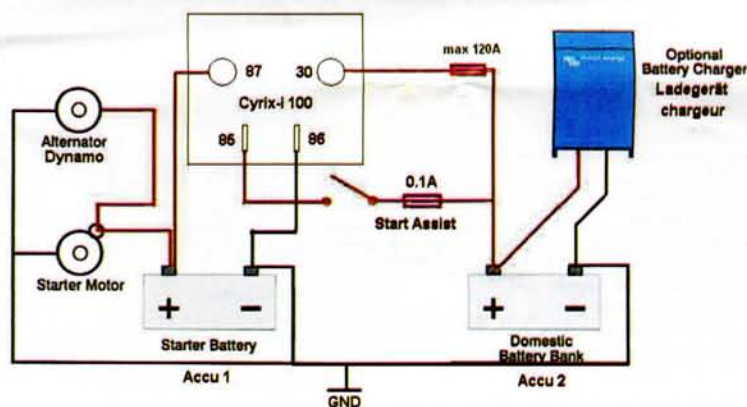 87
30
Cyrix-i 100
85
86
max 120A
0.1A
Start Assist
Optional
Battery Charger
Ladegerät
chargeur
Alternator
Dynamo
Starter Motor
+
−
Starter Battery
Accu 1
GND
+
−
Domestic
Battery Bank
Accu 2